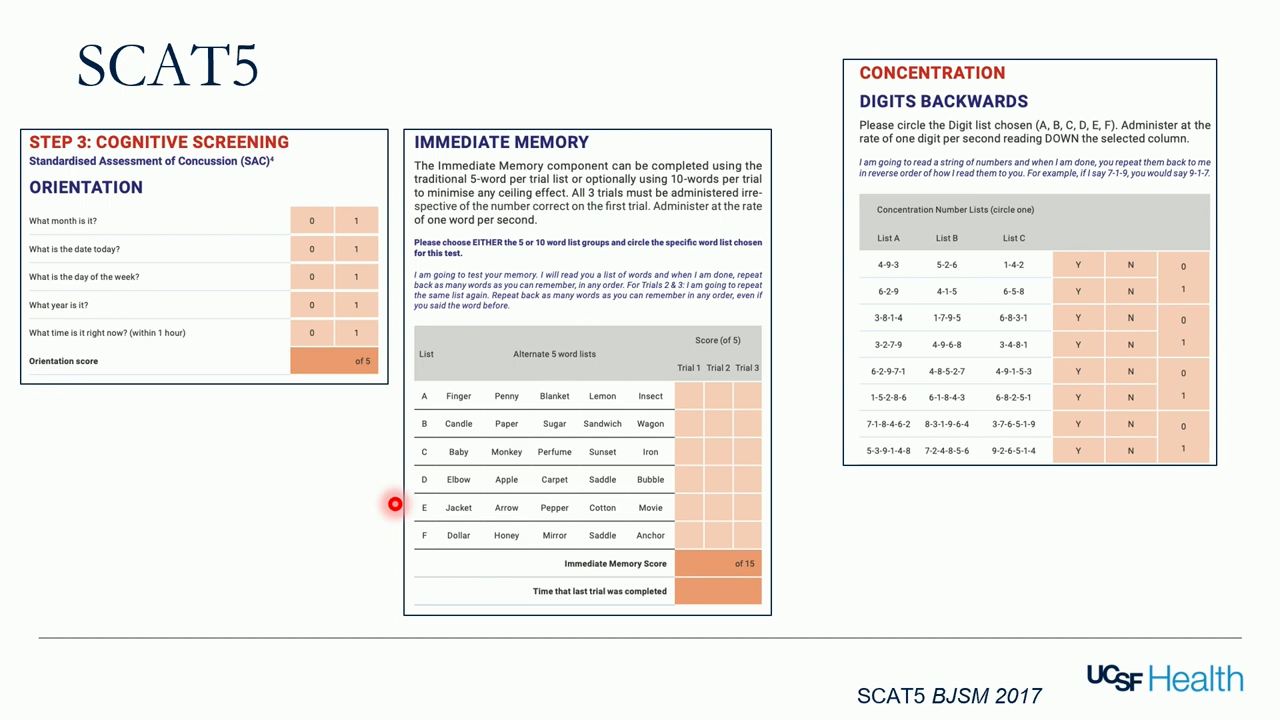 SCAT5
STEP 3: COGNITIVE SCREENING
Standardised Assessment of Concussion (SAC)⁴
ORIENTATION
What month is it? 0 1
What is the date today? 0 1
What is the day of the week? 0 1
What year is it? 0 1
What time is it right now? (within 1 hour) 0 1
Orientation score of 5
IMMEDIATE MEMORY
The Immediate Memory component can be completed using the
traditional 5-word per trial list or optionally using 10-words per trial
to minimise any ceiling effect. All 3 trials must be administered irre-
spective of the number correct on the first trial. Administer at the rate
of one word per second.
Please choose EITHER the 5 or 10 word list groups and circle the specific word list chosen
for this test.
I am going to test your memory. I will read you a list of words and when I am done, repeat
back as many words as you can remember, in any order. For Trials 2 & 3: I am going to repeat
the same list again. Repeat back as many words as you can remember in any order, even if
you said the word before.
Score (of 5)
List Alternate 5 word lists
Trial 1 Trial 2 Trial 3
A Finger Penny Blanket Lemon Insect
B Candle Paper Sugar Sandwich Wagon
C Baby Monkey Perfume Sunset Iron
D Elbow Apple Carpet Saddle Bubble
E Jacket Arrow Pepper Cotton Movie
F Dollar Honey Mirror Saddle Anchor
Immediate Memory Score of 15
Time that last trial was completed
CONCENTRATION
DIGITS BACKWARDS
Please circle the Digit list chosen (A, B, C, D, E, F). Administer at the
rate of one digit per second reading DOWN the selected column.
I am going to read a string of numbers and when I am done, you repeat them back to me
in reverse order of how I read them to you. For example, if I say 7-1-9, you would say 9-1-7.
Concentration Number Lists (circle one)
List A List B List C
4-9-3 5-2-6 1-4-2 Y N 0
6-2-9 4-1-5 6-5-8 Y N 1
3-8-1-4 1-7-9-5 6-8-3-1 Y N 0
3-2-7-9 4-9-6-8 3-4-8-1 Y N 1
6-2-9-7-1 4-8-5-2-7 4-9-1-5-3 Y N 0
1-5-2-8-6 6-1-8-4-3 6-8-2-5-1 Y N 1
7-1-8-4-6-2 8-3-1-9-6-4 3-7-6-5-1-9 Y N 0
5-3-9-1-4-8 7-2-4-8-5-6 9-2-6-5-1-4 Y N 1
SCAT5 BJSM 2017
UCSF Health